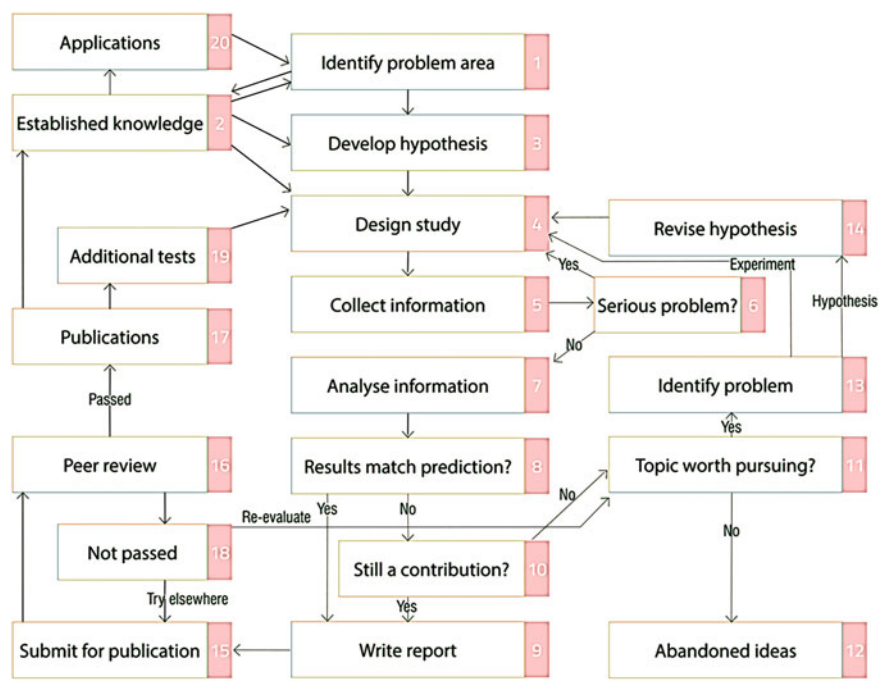 Applications 20
Identify problem area 1
Established knowledge 2
Develop hypothesis 3
Design study 4
Revise hypothesis 14
Additional tests 19
Yes
Experiment
Collect information 5
Serious problem? 6
Hypothesis
Publications 17
No
Analyse information 7
Identify problem 13
Passed
Yes
Peer review 16
Results match prediction? 8
Topic worth pursuing? 11
No
Re-evaluate
Yes
No
No
Not passed 18
Still a contribution? 10
Try elsewhere
Yes
Submit for publication 15
Write report 9
Abandoned ideas 12